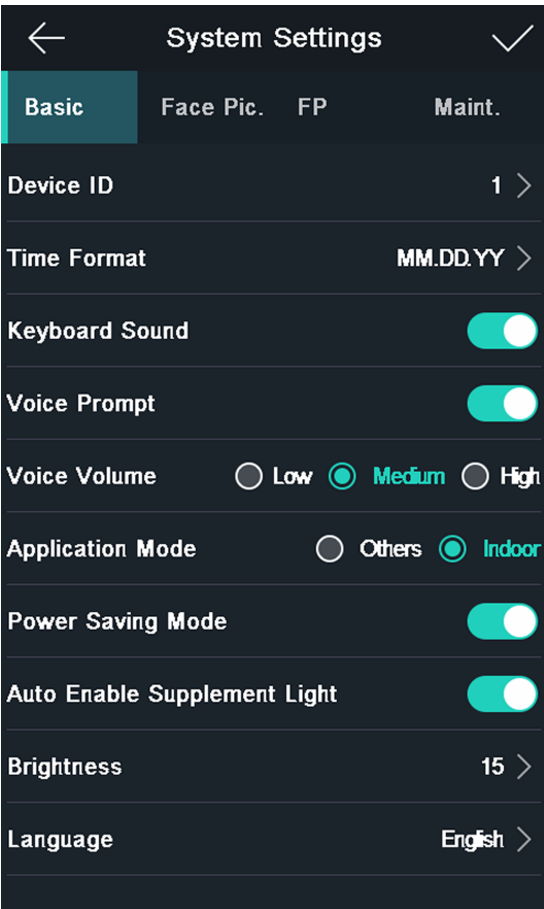 System Settings
Basic Face Pic. FP Maint.
Device ID 1
Time Format MM.DD.YY
Keyboard Sound
Voice Prompt
Voice Volume Low Medium High
Application Mode Others Indoor
Power Saving Mode
Auto Enable Supplement Light
Brightness 15
Language English